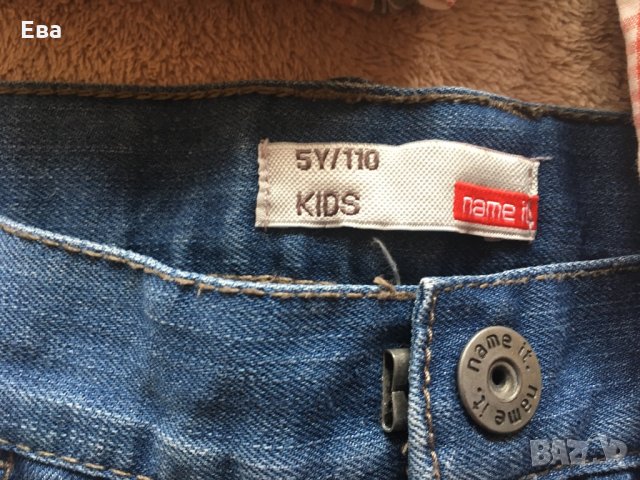 Ева
5Y/110
KIDS
name it.
name it. name it.
BAZAR